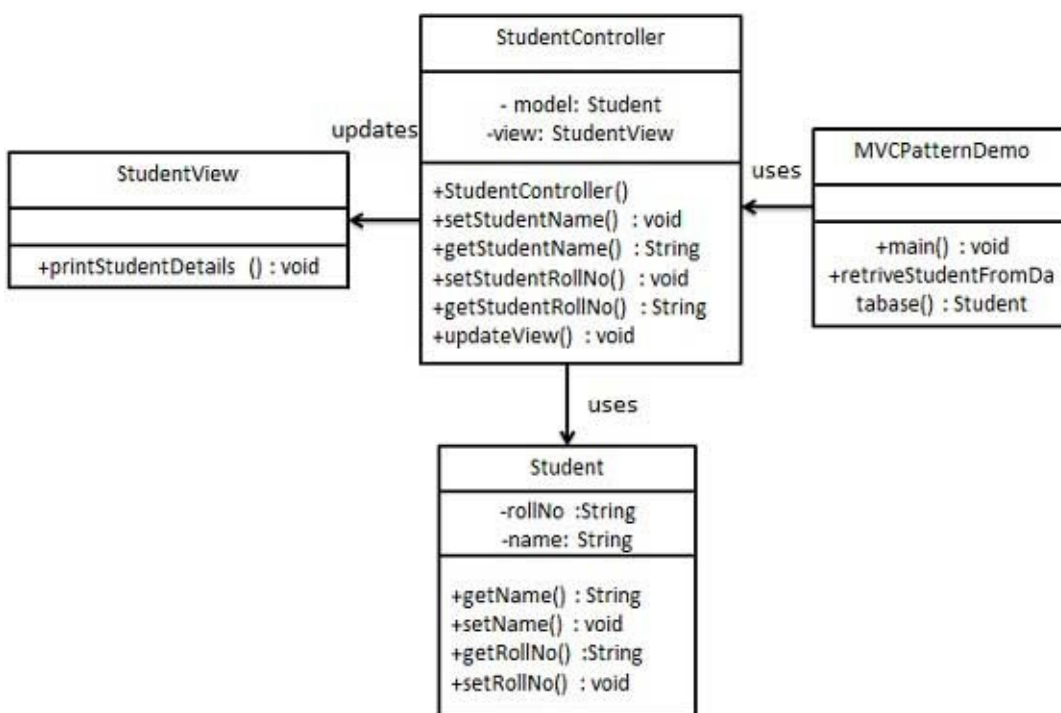 StudentController
- model: Student
-view: StudentView
+StudentController()
+setStudentName() : void
+getStudentName() : String
+setStudentRollNo() : void
+getStudentRollNo() : String
+updateView() : void
updates
StudentView
+printStudentDetails () : void
uses
MVCPatternDemo
+main() : void
+retriveStudentFromDa
tabase() : Student
uses
Student
-rollNo :String
-name: String
+getName() : String
+setName() : void
+getRollNo() :String
+setRollNo() : void